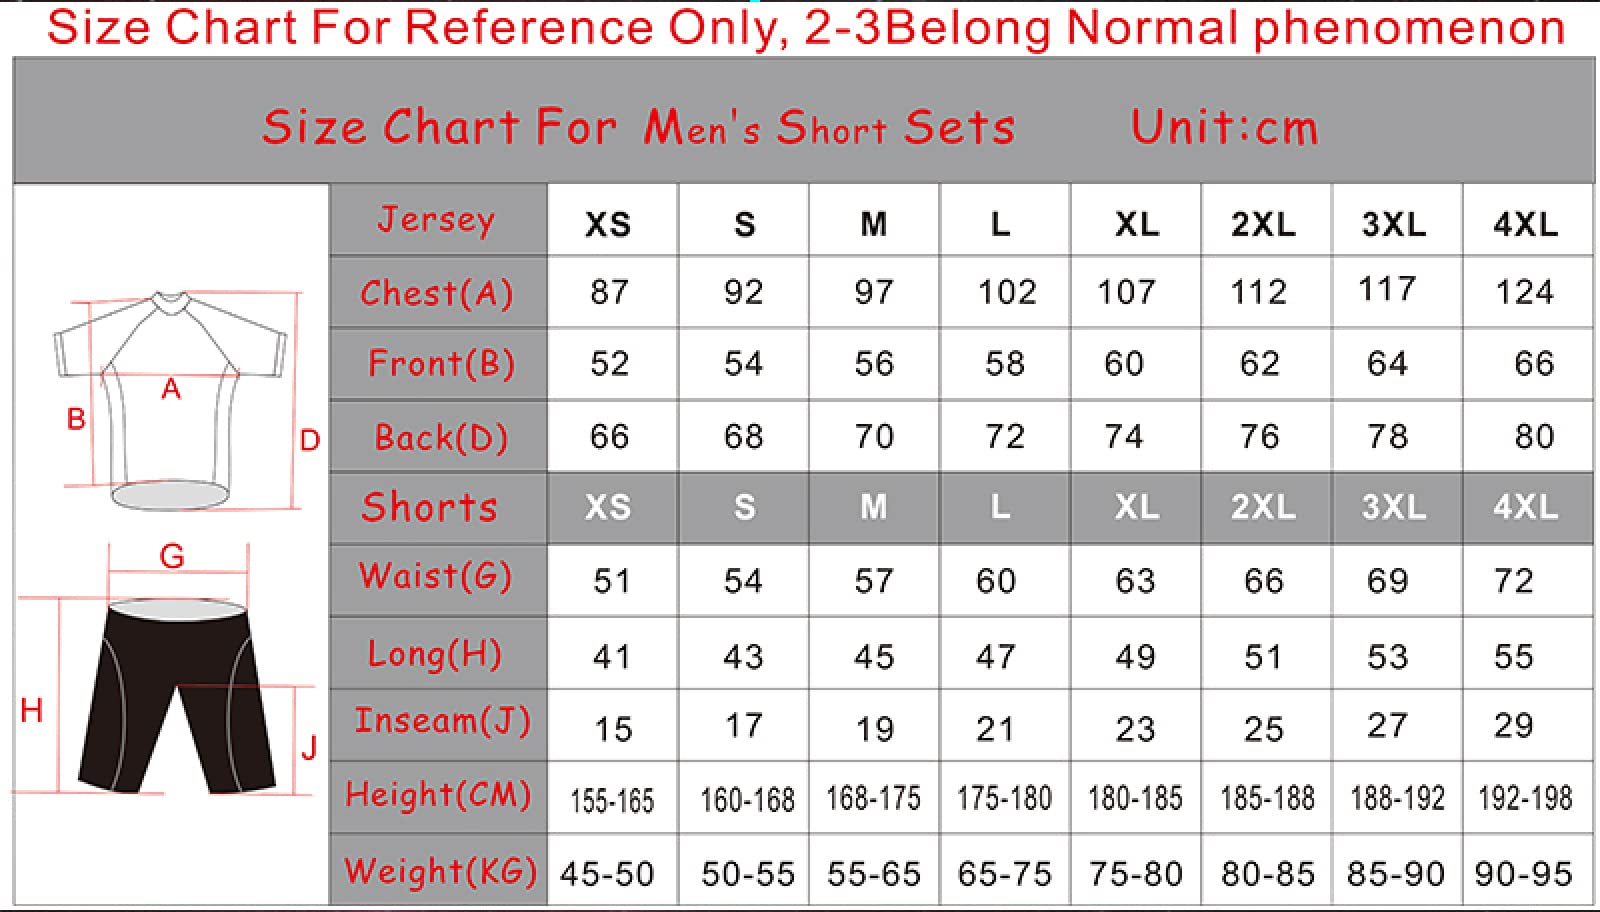 Size Chart For Reference Only, 2-3Belong Normal phenomenon
Size Chart For Men's Short Sets Unit:cm
Jersey XS S M L XL 2XL 3XL 4XL
Chest(A) 87 92 97 102 107 112 117 124
Front(B) 52 54 56 58 60 62 64 66
Back(D) 66 68 70 72 74 76 78 80
Shorts XS S M L XL 2XL 3XL 4XL
Waist(G) 51 54 57 60 63 66 69 72
Long(H) 41 43 45 47 49 51 53 55
Inseam(J) 15 17 19 21 23 25 27 29
Height(CM) 155-165 160-168 168-175 175-180 180-185 185-188 188-192 192-198
Weight(KG) 45-50 50-55 55-65 65-75 75-80 80-85 85-90 90-95
A
B
D
G
H
J